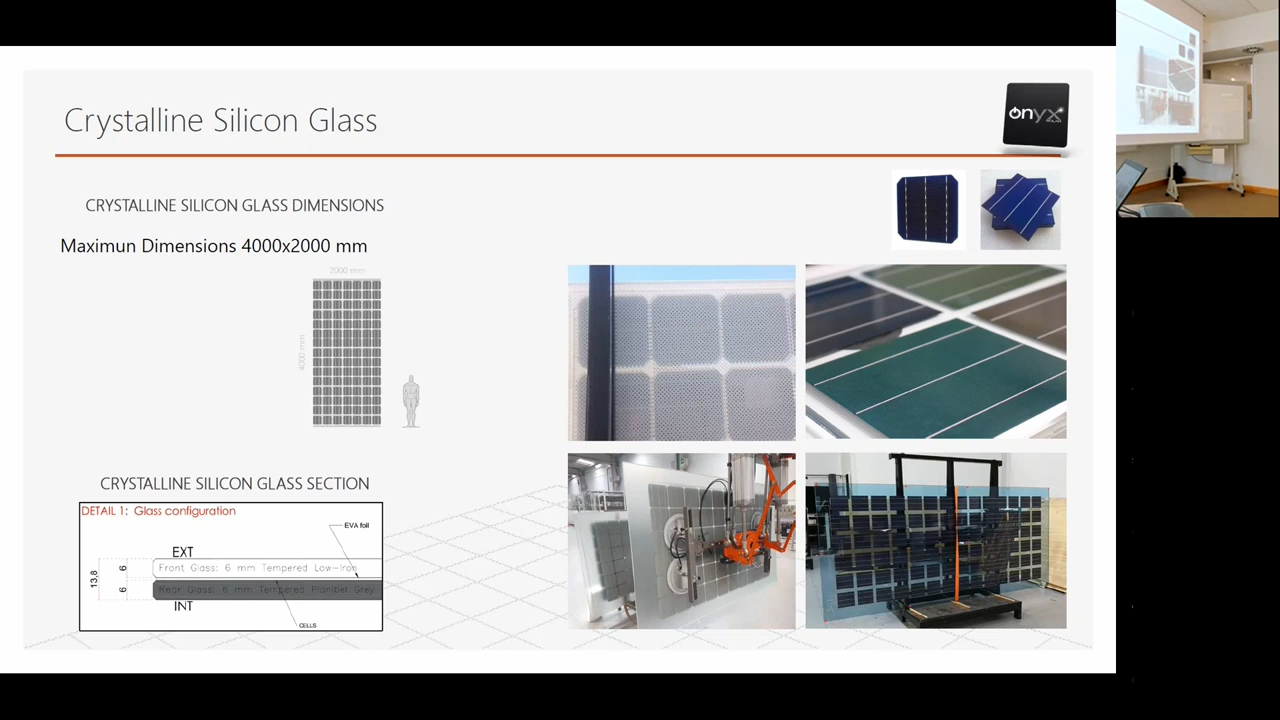 Crystalline Silicon Glass
onyx
CRYSTALLINE SILICON GLASS DIMENSIONS
Maximun Dimensions 4000x2000 mm
2000 mm
4000 mm
CRYSTALLINE SILICON GLASS SECTION
DETAIL 1: Glass configuration
EVA foil
EXT
Front Glass: 6 mm Tempered Low-Iron
13,8
6
6
Rear Glass: 6 mm Tempered Planibel Grey
INT
CELLS